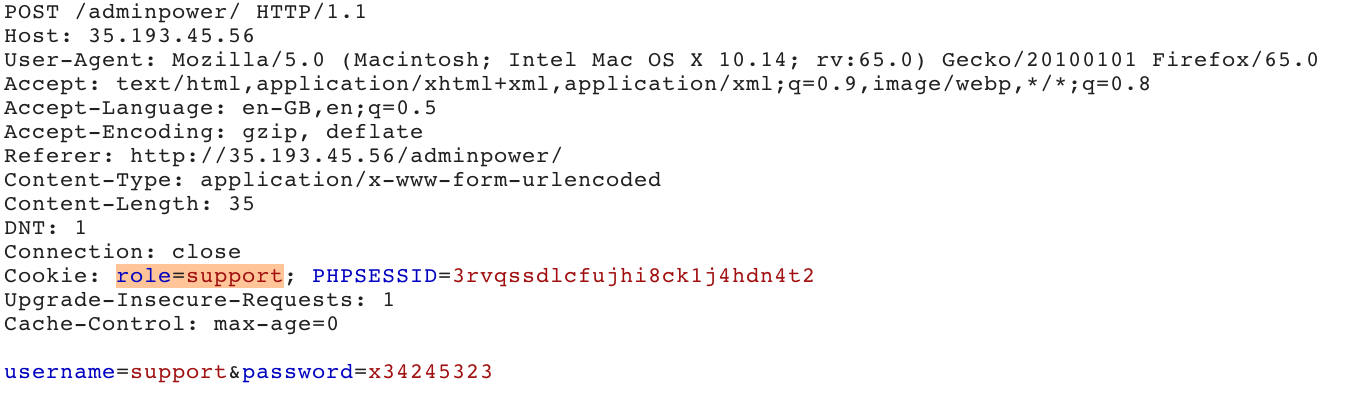 POST /adminpower/ HTTP/1.1
Host: 35.193.45.56
User-Agent: Mozilla/5.0 (Macintosh; Intel Mac OS X 10.14; rv:65.0) Gecko/20100101 Firefox/65.0
Accept: text/html,application/xhtml+xml,application/xml;q=0.9,image/webp,*/*;q=0.8
Accept-Language: en-GB,en;q=0.5
Accept-Encoding: gzip, deflate
Referer: http://35.193.45.56/adminpower/
Content-Type: application/x-www-form-urlencoded
Content-Length: 35
DNT: 1
Connection: close
Cookie: role=support; PHPSESSID=3rvqssdlcfujhi8ck1j4hdn4t2
Upgrade-Insecure-Requests: 1
Cache-Control: max-age=0

username=support&password=x34245323